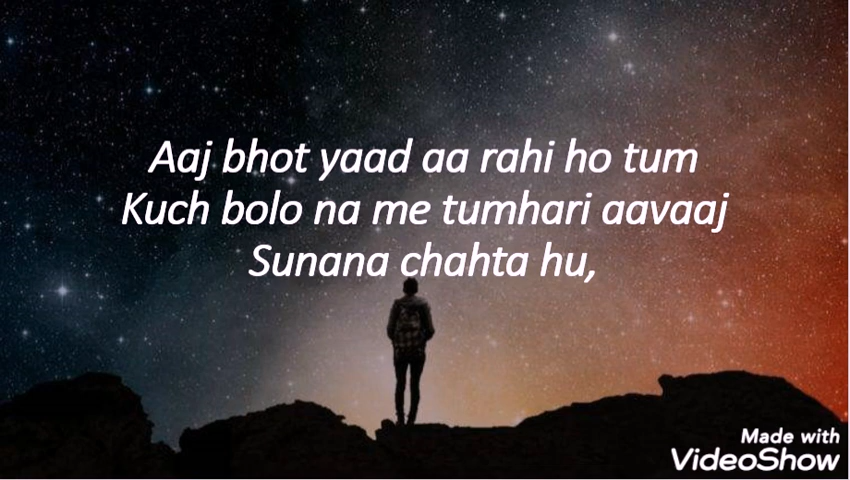 Aaj bhot yaad aa rahi ho tum
Kuch bolo na me tumhari aavaaj
Sunana chahta hu,
Made with
VideoShow